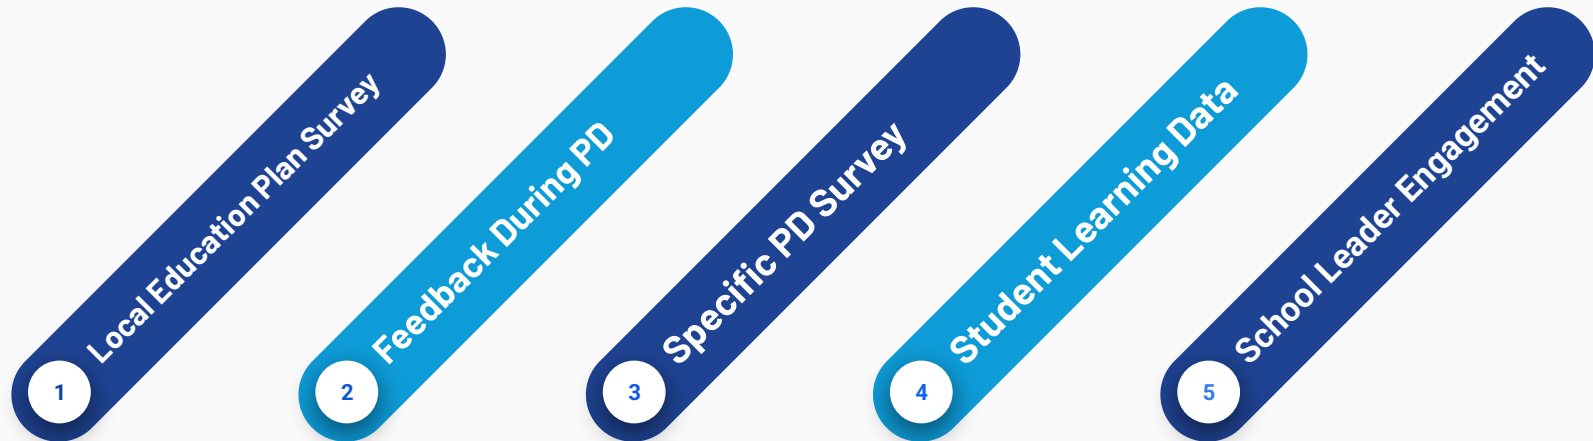 1
Local Education Plan Survey
2
Feedback During PD
3
Specific PD Survey
4
Student Learning Data
5
School Leader Engagement